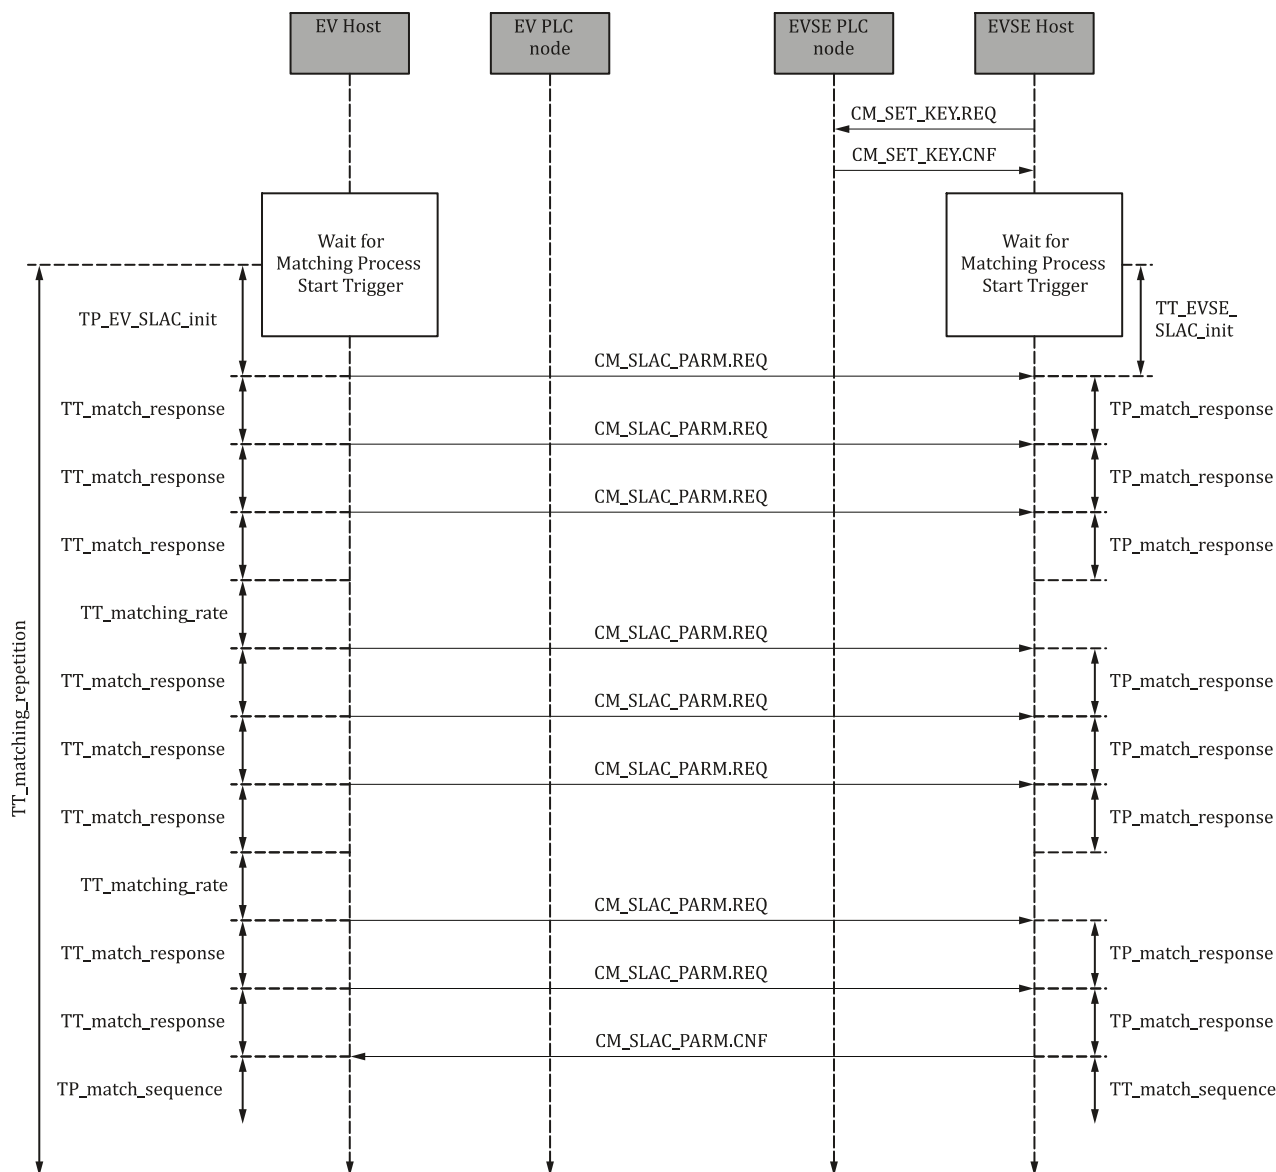 EV Host
EV PLC
node
EVSE PLC
node
EVSE Host
CM_SET_KEY.REQ
CM_SET_KEY.CNF
Wait for
Matching Process
Start Trigger
Wait for
Matching Process
Start Trigger
TP_EV_SLAC_init
TT_EVSE_
SLAC_init
CM_SLAC_PARM.REQ
TT_match_response
TP_match_response
CM_SLAC_PARM.REQ
TT_match_response
TP_match_response
CM_SLAC_PARM.REQ
TT_match_response
TP_match_response
TT_matching_rate
CM_SLAC_PARM.REQ
TT_matching_repetition
TT_match_response
TP_match_response
CM_SLAC_PARM.REQ
TT_match_response
TP_match_response
CM_SLAC_PARM.REQ
TT_match_response
TP_match_response
TT_matching_rate
CM_SLAC_PARM.REQ
TT_match_response
TP_match_response
CM_SLAC_PARM.REQ
TT_match_response
TP_match_response
CM_SLAC_PARM.CNF
TP_match_sequence
TT_match_sequence